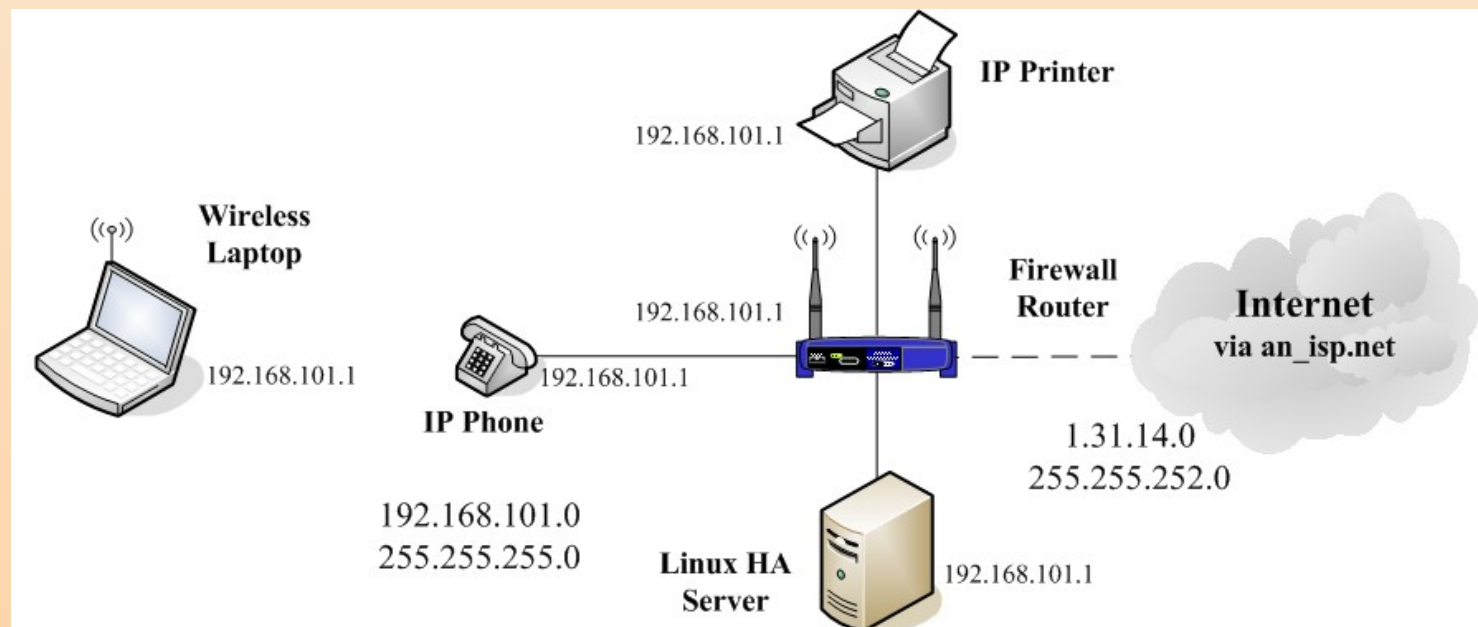 IP Printer
192.168.101.1
Wireless
Laptop
192.168.101.1
Firewall
Router
192.168.101.1
Internet
via an_isp.net
192.168.101.1
IP Phone
1.31.14.0
255.255.252.0
192.168.101.0
255.255.255.0
Linux HA
Server
192.168.101.1